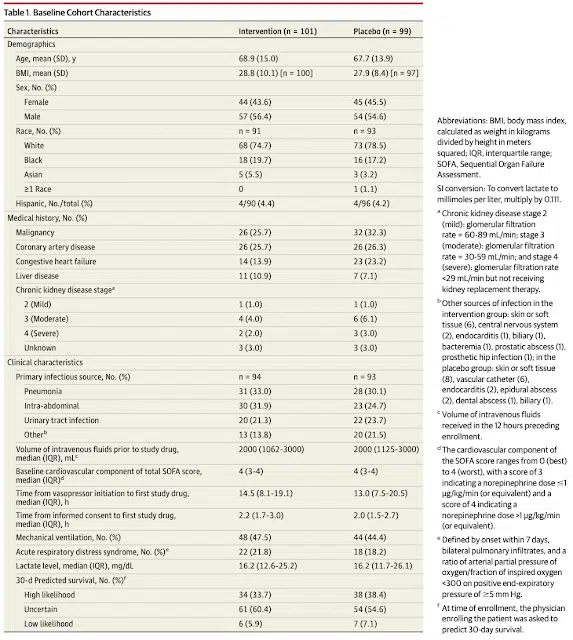 Table 1. Baseline Cohort Characteristics
Characteristics Intervention (n = 101) Placebo (n = 99)
Demographics
Age, mean (SD), y 68.9 (15.0) 67.7 (13.9)
BMI, mean (SD) 28.8 (10.1) [n = 100] 27.9 (8.4) [n = 97]
Sex, No. (%)
Female 44 (43.6) 45 (45.5)
Male 57 (56.4) 54 (54.6)
Race, No. (%) n = 91 n = 93
White 68 (74.7) 73 (78.5)
Black 18 (19.7) 16 (17.2)
Asian 5 (5.5) 3 (3.2)
≥1 Race 0 1 (1.1)
Hispanic, No./total (%) 4/90 (4.4) 4/96 (4.2)
Medical history, No. (%)
Malignancy 26 (25.7) 32 (32.3)
Coronary artery disease 26 (25.7) 26 (26.3)
Congestive heart failure 14 (13.9) 23 (23.2)
Liver disease 11 (10.9) 7 (7.1)
Chronic kidney disease stage a
2 (Mild) 1 (1.0) 1 (1.0)
3 (Moderate) 4 (4.0) 6 (6.1)
4 (Severe) 2 (2.0) 3 (3.0)
Unknown 3 (3.0) 3 (3.0)
Clinical characteristics
Primary infectious source, No. (%) n = 94 n = 93
Pneumonia 31 (33.0) 28 (30.1)
Intra-abdominal 30 (31.9) 23 (24.7)
Urinary tract infection 20 (21.3) 22 (23.7)
Other b 13 (13.8) 20 (21.5)
Volume of intravenous fluids prior to study drug, 2000 (1062-3000) 2000 (1125-3000)
median (IQR), mL c
Baseline cardiovascular component of total SOFA score, 4 (3-4) 4 (3-4)
median (IQR) d
Time from vasopressor initiation to first study drug, 14.5 (8.1-19.1) 13.0 (7.5-20.5)
median (IQR), h
Time from informed consent to first study drug, 2.2 (1.7-3.0) 2.0 (1.5-2.7)
median (IQR), h
Mechanical ventilation, No. (%) 48 (47.5) 44 (44.4)
Acute respiratory distress syndrome, No. (%) e 22 (21.8) 18 (18.2)
Lactate level, median (IQR), mg/dL 16.2 (12.6-25.2) 16.2 (11.7-26.1)
30-d Predicted survival, No. (%) f
High likelihood 34 (33.7) 38 (38.4)
Uncertain 61 (60.4) 54 (54.6)
Low likelihood 6 (5.9) 7 (7.1)
Abbreviations: BMI, body mass index,
calculated as weight in kilograms
divided by height in meters
squared; IQR, interquartile range;
SOFA, Sequential Organ Failure
Assessment.
SI conversion: To convert lactate to
millimoles per liter, multiply by 0.111.
a Chronic kidney disease stage 2
(mild): glomerular filtration
rate = 60-89 mL/min; stage 3
(moderate): glomerular filtration
rate = 30-59 mL/min; and stage 4
(severe): glomerular filtration rate
<29 mL/min but not receiving
kidney replacement therapy.
b Other sources of infection in the
intervention group: skin or soft
tissue (6), central nervous system
(2), endocarditis (1), biliary (1),
bacteremia (1), prostatic abscess (1),
prosthetic hip infection (1); in the
placebo group: skin or soft tissue
(8), vascular catheter (6),
endocarditis (2), epidural abscess
(2), dental abscess (1), biliary (1).
c Volume of intravenous fluids
received in the 12 hours preceding
enrollment.
d The cardiovascular component of
the SOFA score ranges from 0 (best)
to 4 (worst), with a score of 3
indicating a norepinephrine dose ≤1
μg/kg/min (or equivalent) and a
score of 4 indicating a
norepinephrine dose >1 μg/kg/min
(or equivalent).
e Defined by onset within 7 days,
bilateral pulmonary infiltrates, and a
ratio of arterial partial pressure of
oxygen/fraction of inspired oxygen
<300 on positive end-expiratory
pressure of ≥5 mm Hg.
f At time of enrollment, the physician
enrolling the patient was asked to
predict 30-day survival.